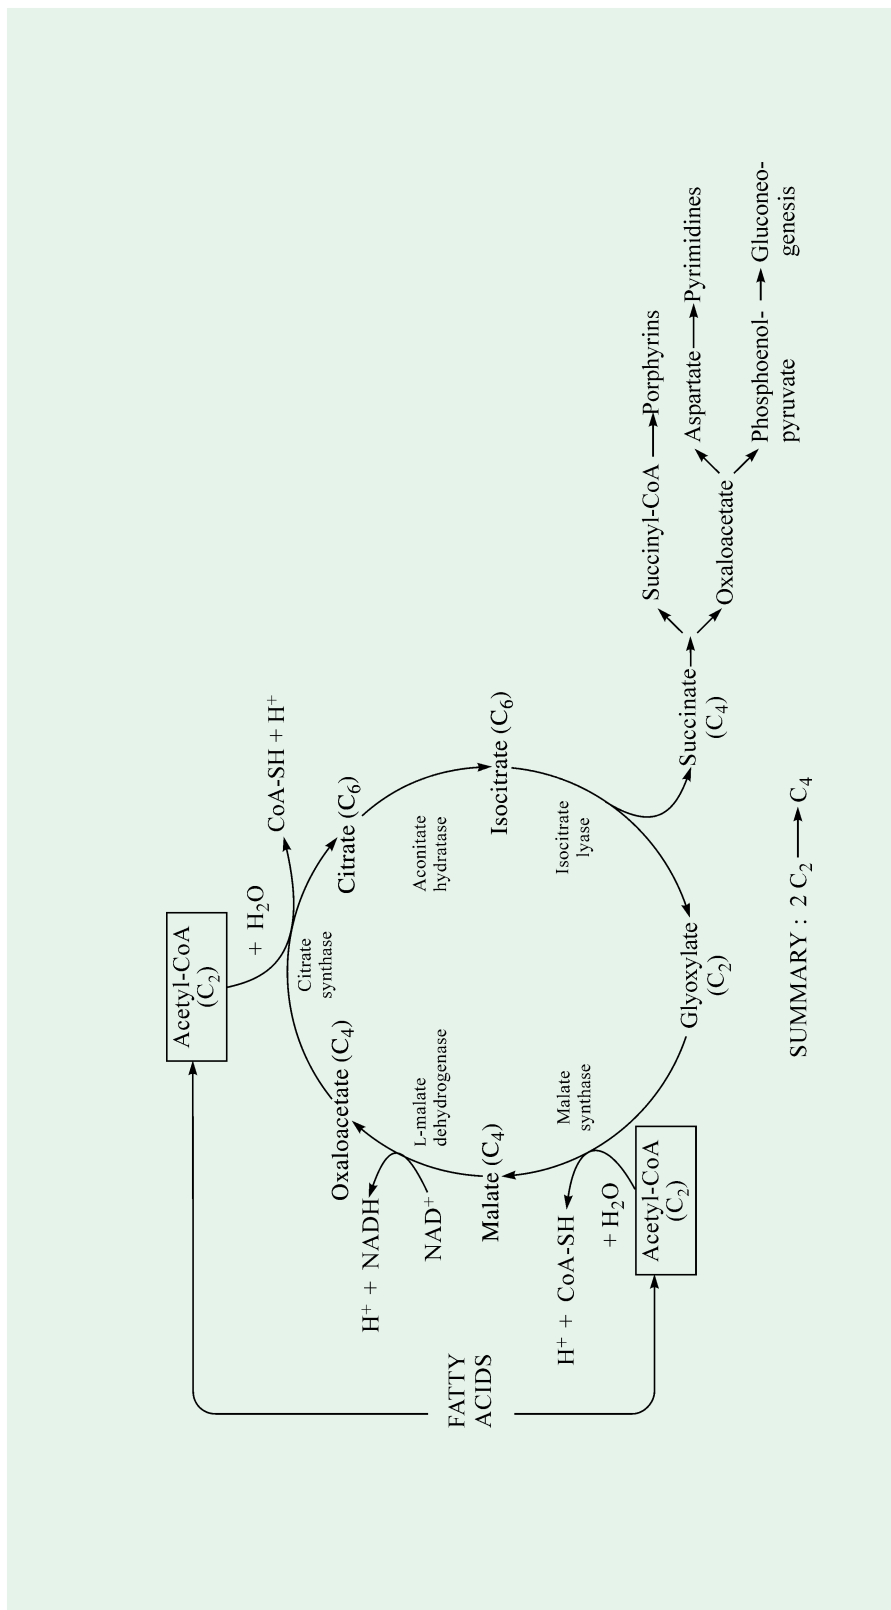 Acetyl-CoA
(C₂)
+ H₂O
CoA-SH + H⁺
Citrate
synthase
Oxaloacetate (C₄)
Citrate (C₆)
H⁺ + NADH
NAD⁺
L-malate
dehydrogenase
Aconitate
hydratase
Malate (C₄)
Isocitrate (C₆)
FATTY
ACIDS
H⁺ + CoA-SH
+ H₂O
Malate
synthase
Isocitrate
lyase
Acetyl-CoA
(C₂)
Glyoxylate
(C₂)
Succinate
(C₄)
Succinyl-CoA
Porphyrins
Oxaloacetate
Aspartate
Pyrimidines
Phosphoenol-
pyruvate
Gluconeo-
genesis
SUMMARY : 2 C₂ → C₄